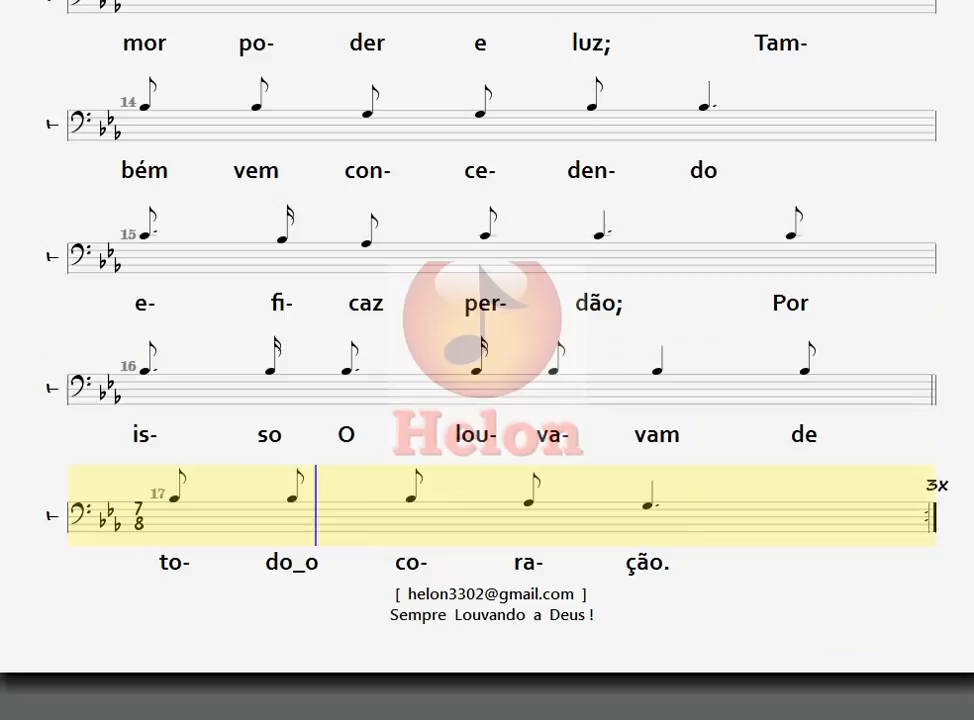 mor po- der e luz; Tam-
14
bém vem con- ce- den- do
15
e- fi- caz per- dão; Por
16
is- so O lou- va- vam de
Helon
17 3x
7
8
to- do_o co- ra- ção.
[ helon3302@gmail.com ]
Sempre Louvando a Deus !